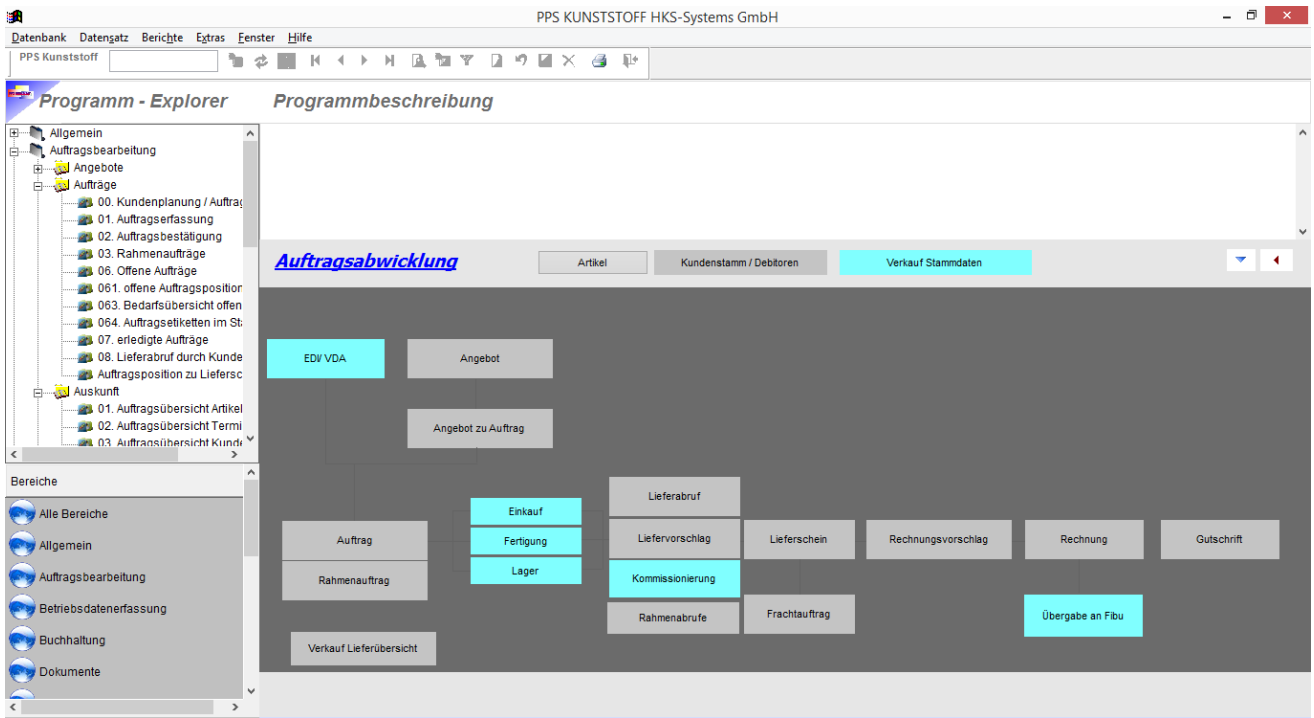 PPS KUNSTSTOFF HKS-Systems GmbH
Datenbank Datensatz Berichte Extras Fenster Hilfe
PPS Kunststoff
Programm - Explorer
Programmbeschreibung
Allgemein
Auftragsbearbeitung
Angebote
Aufträge
00. Kundenplanung / Auftrag
01. Auftragserfassung
02. Auftragsbestätigung
03. Rahmenaufträge
06. Offene Aufträge
061. offene Auftragsposition
063. Bedarfsübersicht offen
064. Auftragsetiketten im Sta
07. erledigte Aufträge
08. Lieferabruf durch Kunde
Auftragsposition zu Liefersc
Auskunft
01. Auftragsübersicht Artikel
02. Auftragsübersicht Termi
03. Auftragsübersicht Kunde
Bereiche
Alle Bereiche
Allgemein
Auftragsbearbeitung
Betriebsdatenerfassung
Buchhaltung
Dokumente
Auftragsabwicklung
Artikel
Kundenstamm / Debitoren
Verkauf Stammdaten
EDI/ VDA
Angebot
Angebot zu Auftrag
Auftrag
Rahmenauftrag
Verkauf Lieferübersicht
Einkauf
Fertigung
Lager
Lieferabruf
Liefervorschlag
Kommissionierung
Rahmenabrufe
Lieferschein
Frachtauftrag
Rechnungsvorschlag
Rechnung
Übergabe an Fibu
Gutschrift